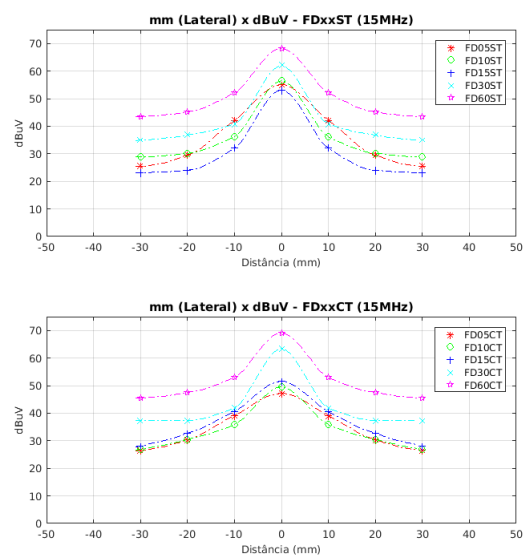 mm (Lateral) x dBuV - FDxxST (15MHz)
70
60
50
40
30
20
10
0
dBuV
FD05ST
FD10ST
FD15ST
FD30ST
FD60ST
-50 -40 -30 -20 -10 0 10 20 30 40 50
Distância (mm)
mm (Lateral) x dBuV - FDxxCT (15MHz)
70
60
50
40
30
20
10
0
dBuV
FD05CT
FD10CT
FD15CT
FD30CT
FD60CT
-50 -40 -30 -20 -10 0 10 20 30 40 50
Distância (mm)